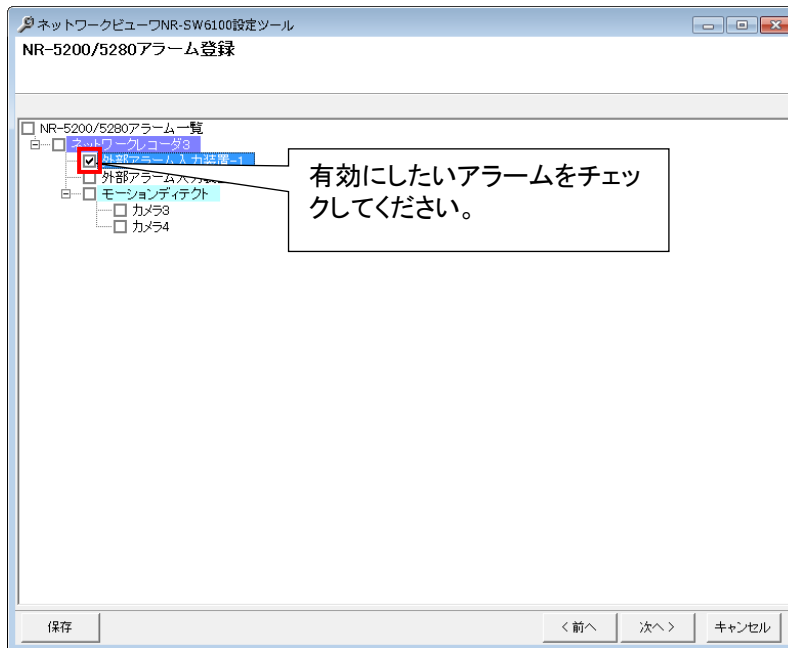 ネットワークビューワNR-SW6100設定ツール
NR-5200/5280アラーム登録
NR-5200/5280アラーム一覧
ネットワークレコーダ3
外部アラーム入力装置-1
外部アラーム入力装
モーションディテクト
カメラ3
カメラ4
有効にしたいアラームをチェッ
クしてください。
保存
<前へ
次へ>
キャンセル